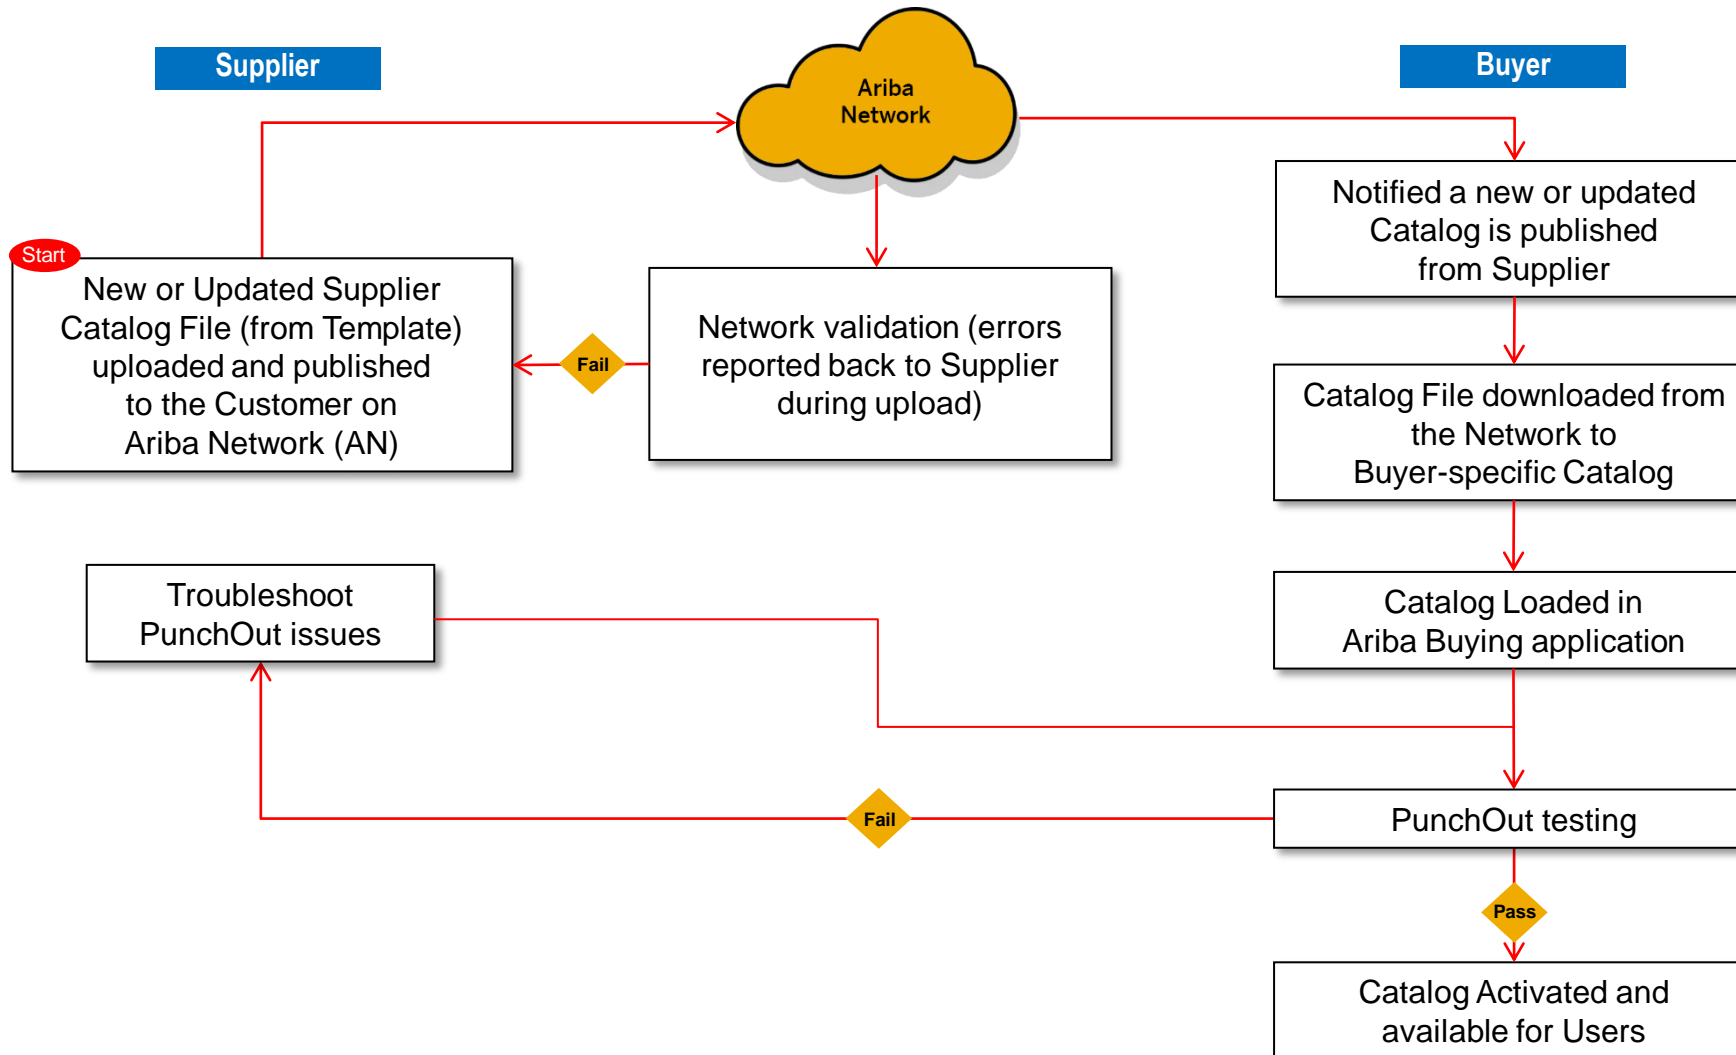 Supplier
Ariba
Network
Buyer
Start
New or Updated Supplier
Catalog File (from Template)
uploaded and published
to the Customer on
Ariba Network (AN)
Fail
Network validation (errors
reported back to Supplier
during upload)
Notified a new or updated
Catalog is published
from Supplier
Catalog File downloaded from
the Network to
Buyer-specific Catalog
Troubleshoot
PunchOut issues
Catalog Loaded in
Ariba Buying application
Fail
PunchOut testing
Pass
Catalog Activated and
available for Users